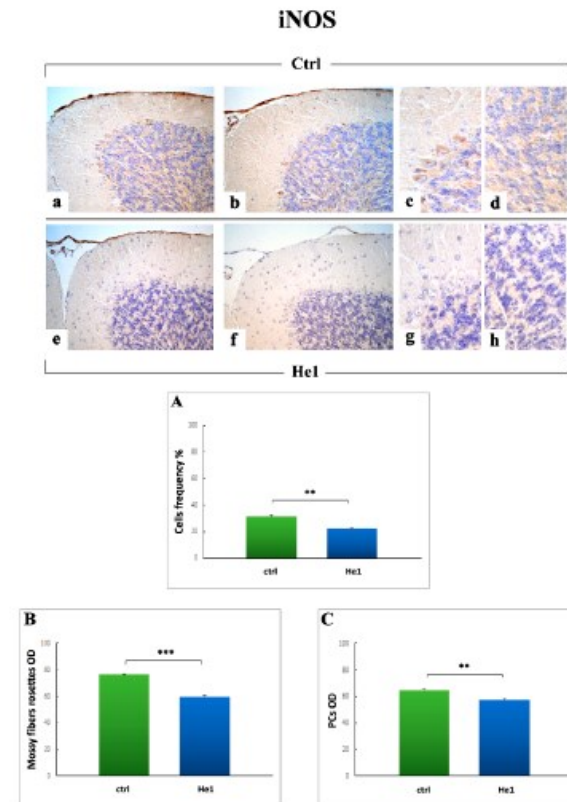 iNOS
Ctrl
a b c d
e f g h
He1
A
Cells frequency %
100
80
60
40
20
0
**
ctrl He1
B
Mossy fibers rosettes OD
100
80
60
40
20
0
***
ctrl He1
C
PCs OD
100
80
60
40
20
0
**
ctrl He1